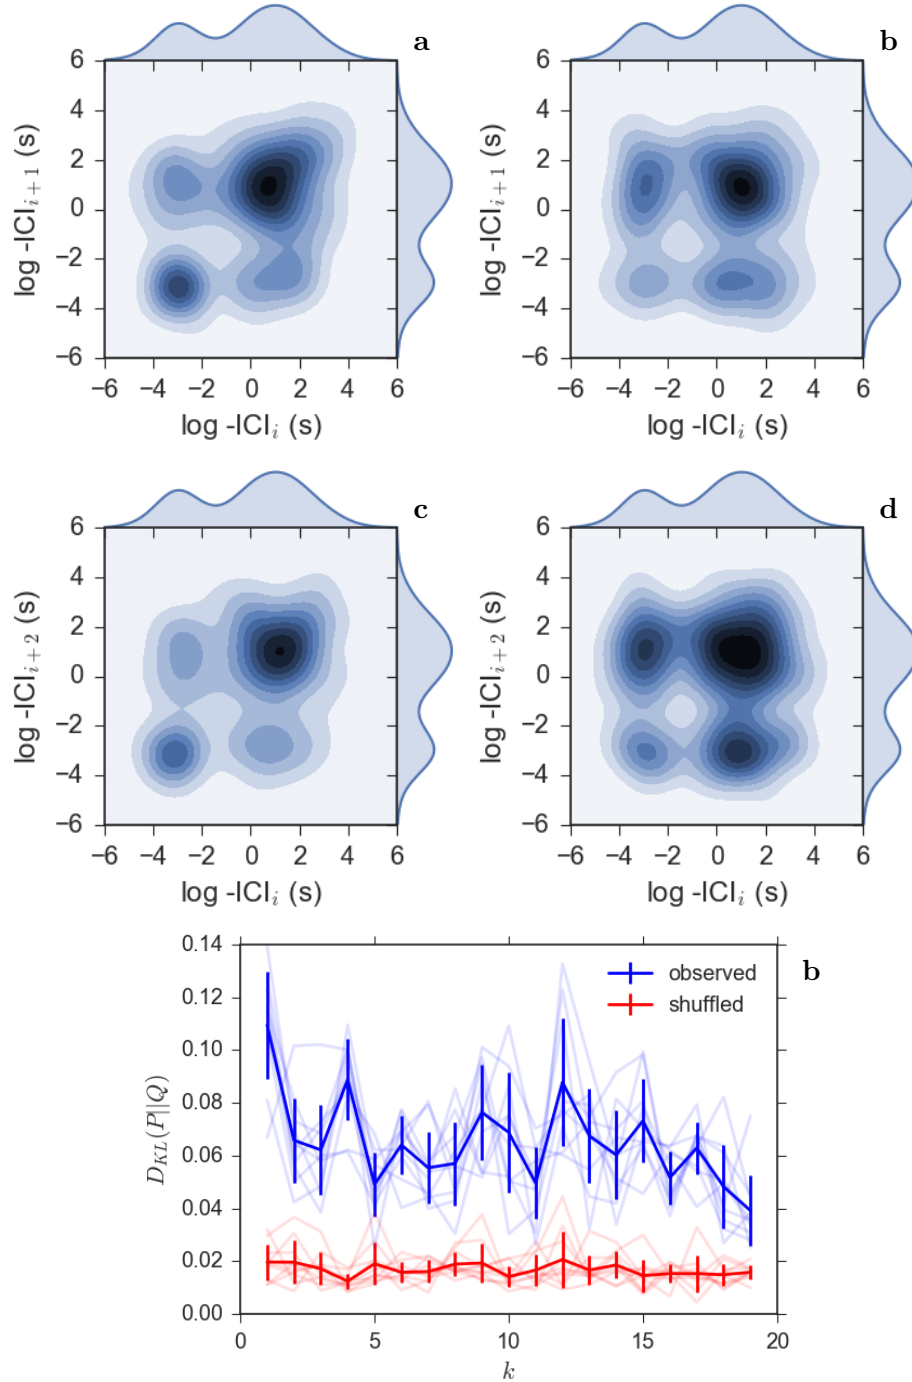 a
6
4
2
0
−2
−4
−6
log -ICI_{i+1} (s)
−6 −4 −2 0 2 4 6
log -ICI_i (s)
b
6
4
2
0
−2
−4
−6
log -ICI_{i+1} (s)
−6 −4 −2 0 2 4 6
log -ICI_i (s)
c
6
4
2
0
−2
−4
−6
log -ICI_{i+2} (s)
−6 −4 −2 0 2 4 6
log -ICI_i (s)
d
6
4
2
0
−2
−4
−6
log -ICI_{i+2} (s)
−6 −4 −2 0 2 4 6
log -ICI_i (s)
b
0.14
0.12
0.10
0.08
0.06
0.04
0.02
0.00
D_{KL}(P||Q)
observed
shuffled
0 5 10 15 20
k